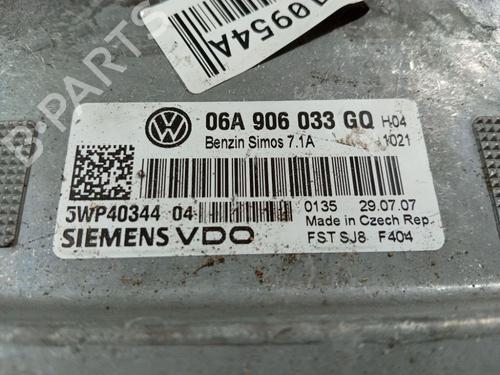 10954A
B-PARTS
06A 906 033 GQ H04
Benzin Simos 7.1A 1021
5WP40344 04 0135 29.07.07
Made in Czech Rep.
SIEMENS VDO FST SJ8 F404